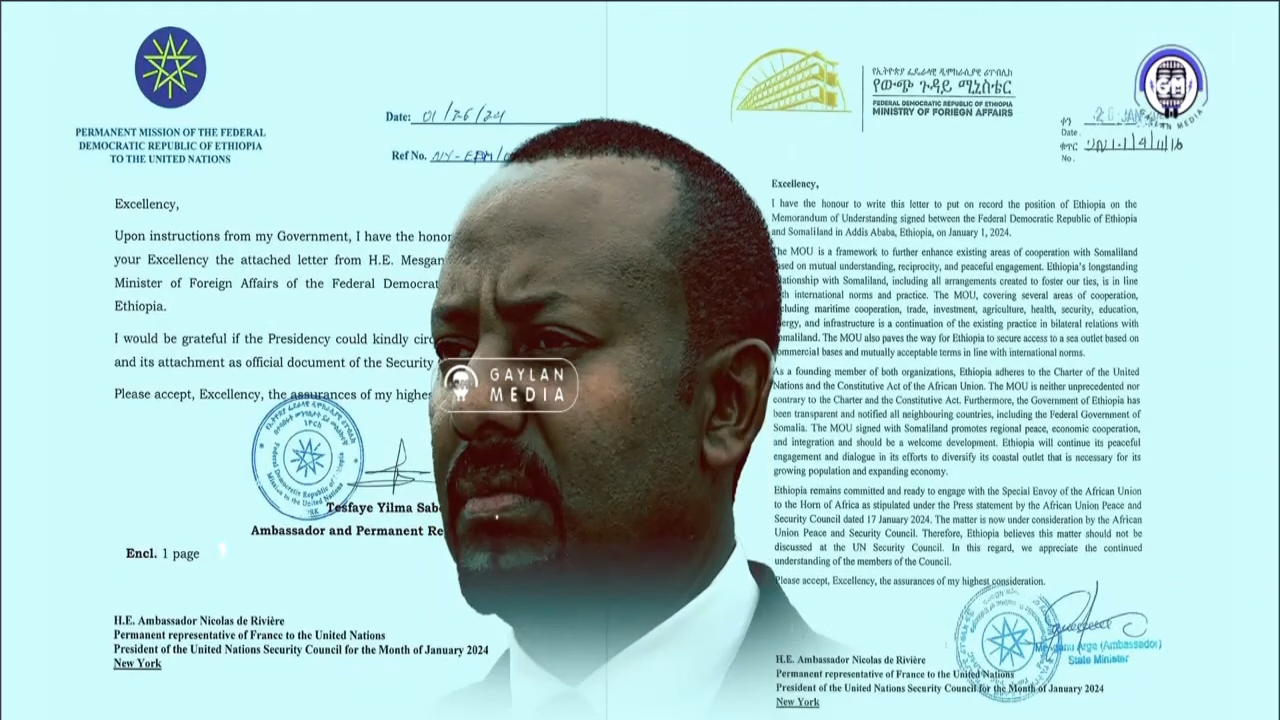 PERMANENT MISSION OF THE FEDERAL
DEMOCRATIC REPUBLIC OF ETHIOPIA
TO THE UNITED NATIONS
Date: 01/26/24
Ref No. NY-
Excellency,
Upon instructions from my Government, I have the
your Excellency the attached letter from H.E.
Minister of Foreign Affairs of the Federal
Ethiopia.
I would be grateful if the Presidency could kindly
and its attachment as official document of the Security
Please accept, Excellency, the assurances of my
Tesfaye Yilma
Ambassador and Permanent
Encl. 1 page
H.E. Ambassador Nicolas de Rivière
Permanent representative of France to the United Nations
President of the United Nations Security Council for the Month of January 2024
New York
GAYLAN
MEDIA
የኢትዮጵያ ፌዴራላዊ ዲሞክራሲያዊ ሪፐብሊክ
የውጭ ጉዳይ ሚኒስቴር
FEDERAL DEMOCRATIC REPUBLIC OF ETHIOPIA
MINISTRY OF FORIEGN AFFAIRS
GM
MEDIA
ቀን
Date
ቁጥር
No.
Excellency,
I have the honour to write this letter to put on record the position of Ethiopia on the
Memorandum of Understanding signed between the Federal Democratic Republic of Ethiopia
and Somaliland in Addis Ababa, Ethiopia, on January 1, 2024.
The MOU is a framework to further enhance existing areas of cooperation with Somaliland
based on mutual understanding, reciprocity, and peaceful engagement. Ethiopia's longstanding
relationship with Somaliland, including all arrangements created to foster our ties, is in line
with international norms and practice. The MOU, covering several areas of cooperation,
including maritime cooperation, trade, investment, agriculture, health, security, education,
energy, and infrastructure is a continuation of the existing practice in bilateral relations with
Somaliland. The MOU also paves the way for Ethiopia to secure access to a sea outlet based on
commercial bases and mutually acceptable terms in line with international norms.
As a founding member of both organizations, Ethiopia adheres to the Charter of the United
Nations and the Constitutive Act of the African Union. The MOU is neither unprecedented nor
contrary to the Charter and the Constitutive Act. Furthermore, the Government of Ethiopia has
been transparent and notified all neighbouring countries, including the Federal Government of
Somalia. The MOU signed with Somaliland promotes regional peace, economic cooperation,
and integration and should be a welcome development. Ethiopia will continue its peaceful
engagement and dialogue in its efforts to diversify its coastal outlet that is necessary for its
growing population and expanding economy.
Ethiopia remains committed and ready to engage with the Special Envoy of the African Union
to the Horn of Africa as stipulated under the Press statement by the African Union Peace and
Security Council dated 17 January 2024. The matter is now under consideration by the African
Union Peace and Security Council. Therefore, Ethiopia believes this matter should not be
discussed at the UN Security Council. In this regard, we appreciate the continued
understanding of the members of the Council.
Please accept, Excellency, the assurances of my highest consideration.
Arga (Ambassador)
State Minister
H.E. Ambassador Nicolas de Rivière
Permanent representative of France to the United Nations
President of the United Nations Security Council for the Month of January 2024
New York